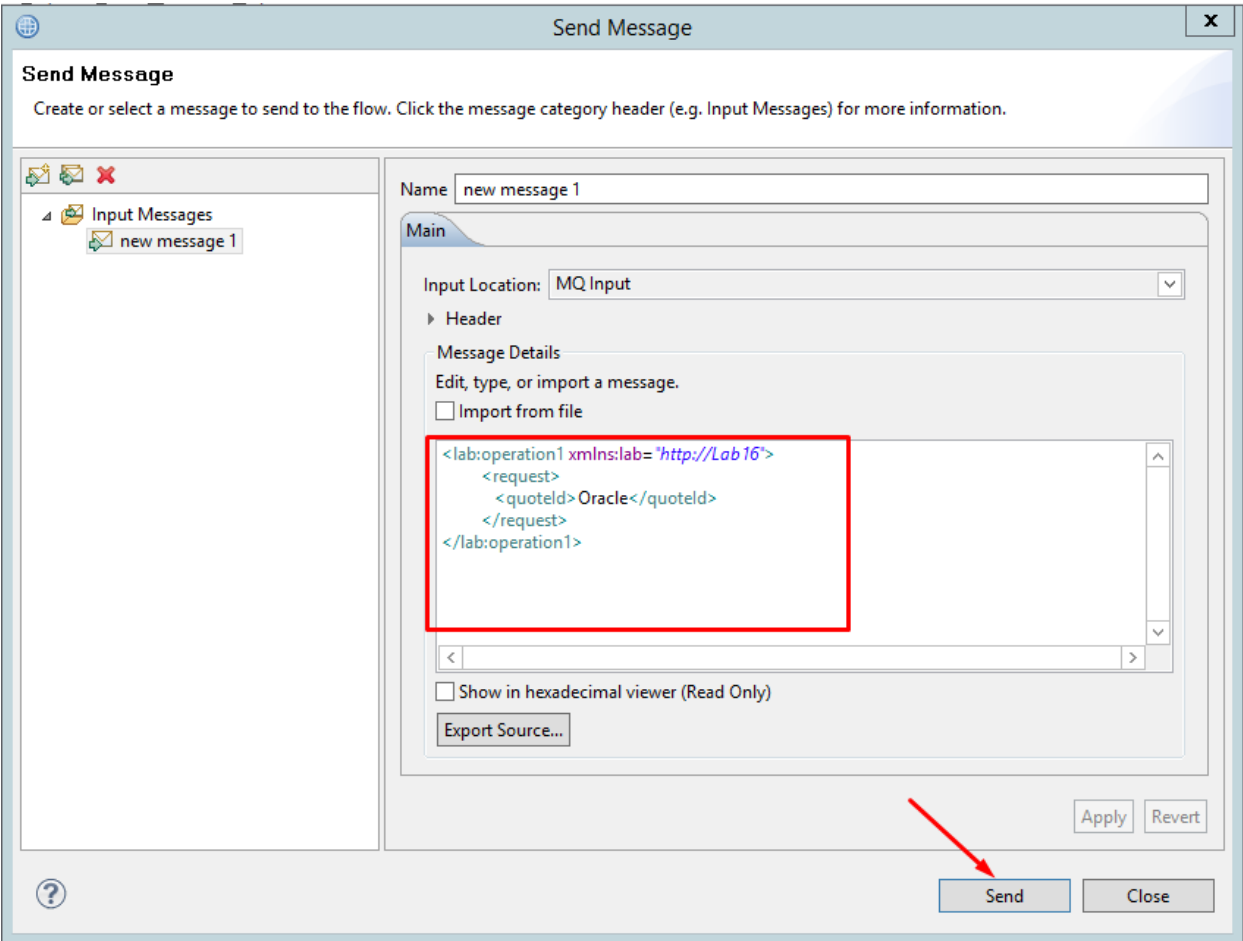 Send Message
x
Send Message
Create or select a message to send to the flow. Click the message category header (e.g. Input Messages) for more information.
Input Messages
new message 1
Name new message 1
Main
Input Location: MQ Input
Header
Message Details
Edit, type, or import a message.
Import from file
<lab:operation1 xmlns:lab="http://Lab16">
<request>
<quoteId>Oracle</quoteId>
</request>
</lab:operation1>
Show in hexadecimal viewer (Read Only)
Export Source...
Apply Revert
? Send Close